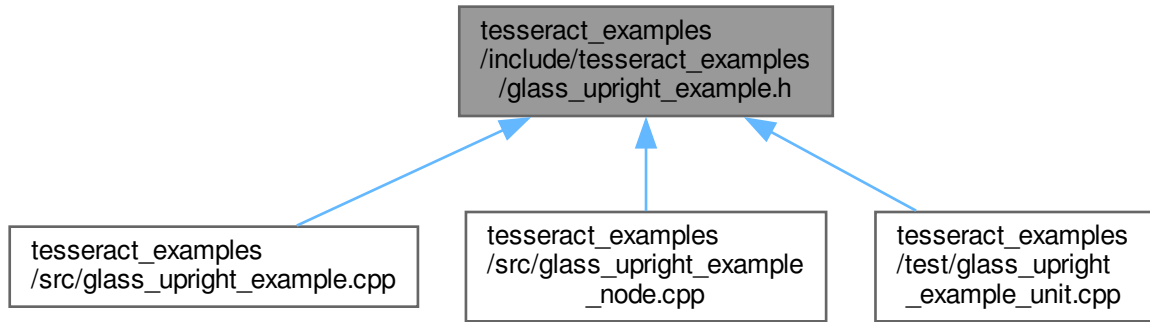 tesseract_examples
/include/tesseract_examples
/glass_upright_example.h
tesseract_examples
/src/glass_upright_example.cpp
tesseract_examples
/src/glass_upright_example
_node.cpp
tesseract_examples
/test/glass_upright
_example_unit.cpp